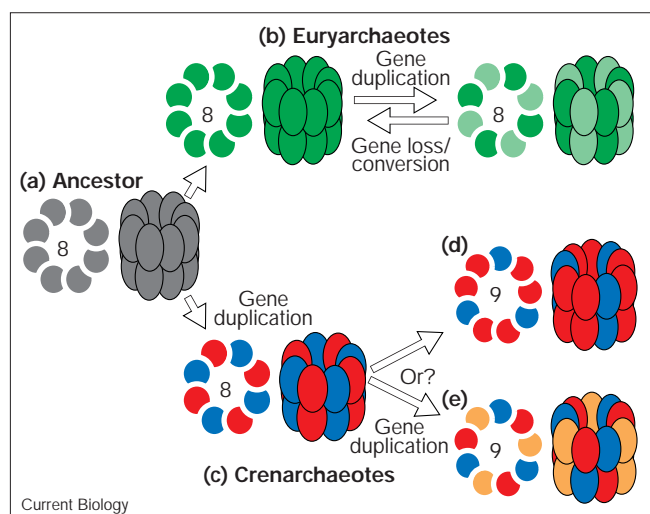 (b) Euryarchaeotes
Gene
duplication
8
8
Gene loss/
conversion
(a) Ancestor
8
(d)
Gene
duplication
9
8
Or?
(e)
Gene
duplication
9
(c) Crenarchaeotes
Current Biology